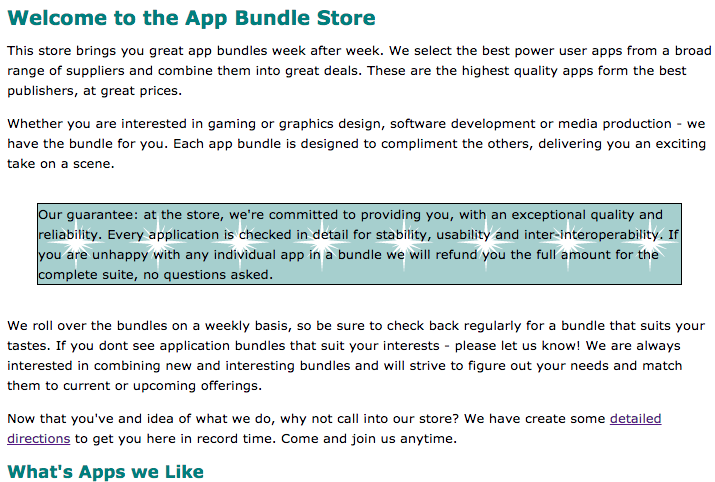 Welcome to the App Bundle Store
This store brings you great app bundles week after week. We select the best power user apps from a broad
range of suppliers and combine them into great deals. These are the highest quality apps form the best
publishers, at great prices.
Whether you are interested in gaming or graphics design, software development or media production - we
have the bundle for you. Each app bundle is designed to compliment the others, delivering you an exciting
take on a scene.
Our guarantee: at the store, we're committed to providing you, with an exceptional quality and
reliability. Every application is checked in detail for stability, usability and inter-interoperability. If
you are unhappy with any individual app in a bundle we will refund you the full amount for the
complete suite, no questions asked.
We roll over the bundles on a weekly basis, so be sure to check back regularly for a bundle that suits your
tastes. If you dont see application bundles that suit your interests - please let us know! We are always
interested in combining new and interesting bundles and will strive to figure out your needs and match
them to current or upcoming offerings.
Now that you've and idea of what we do, why not call into our store? We have create some detailed
directions to get you here in record time. Come and join us anytime.
What's Apps we Like